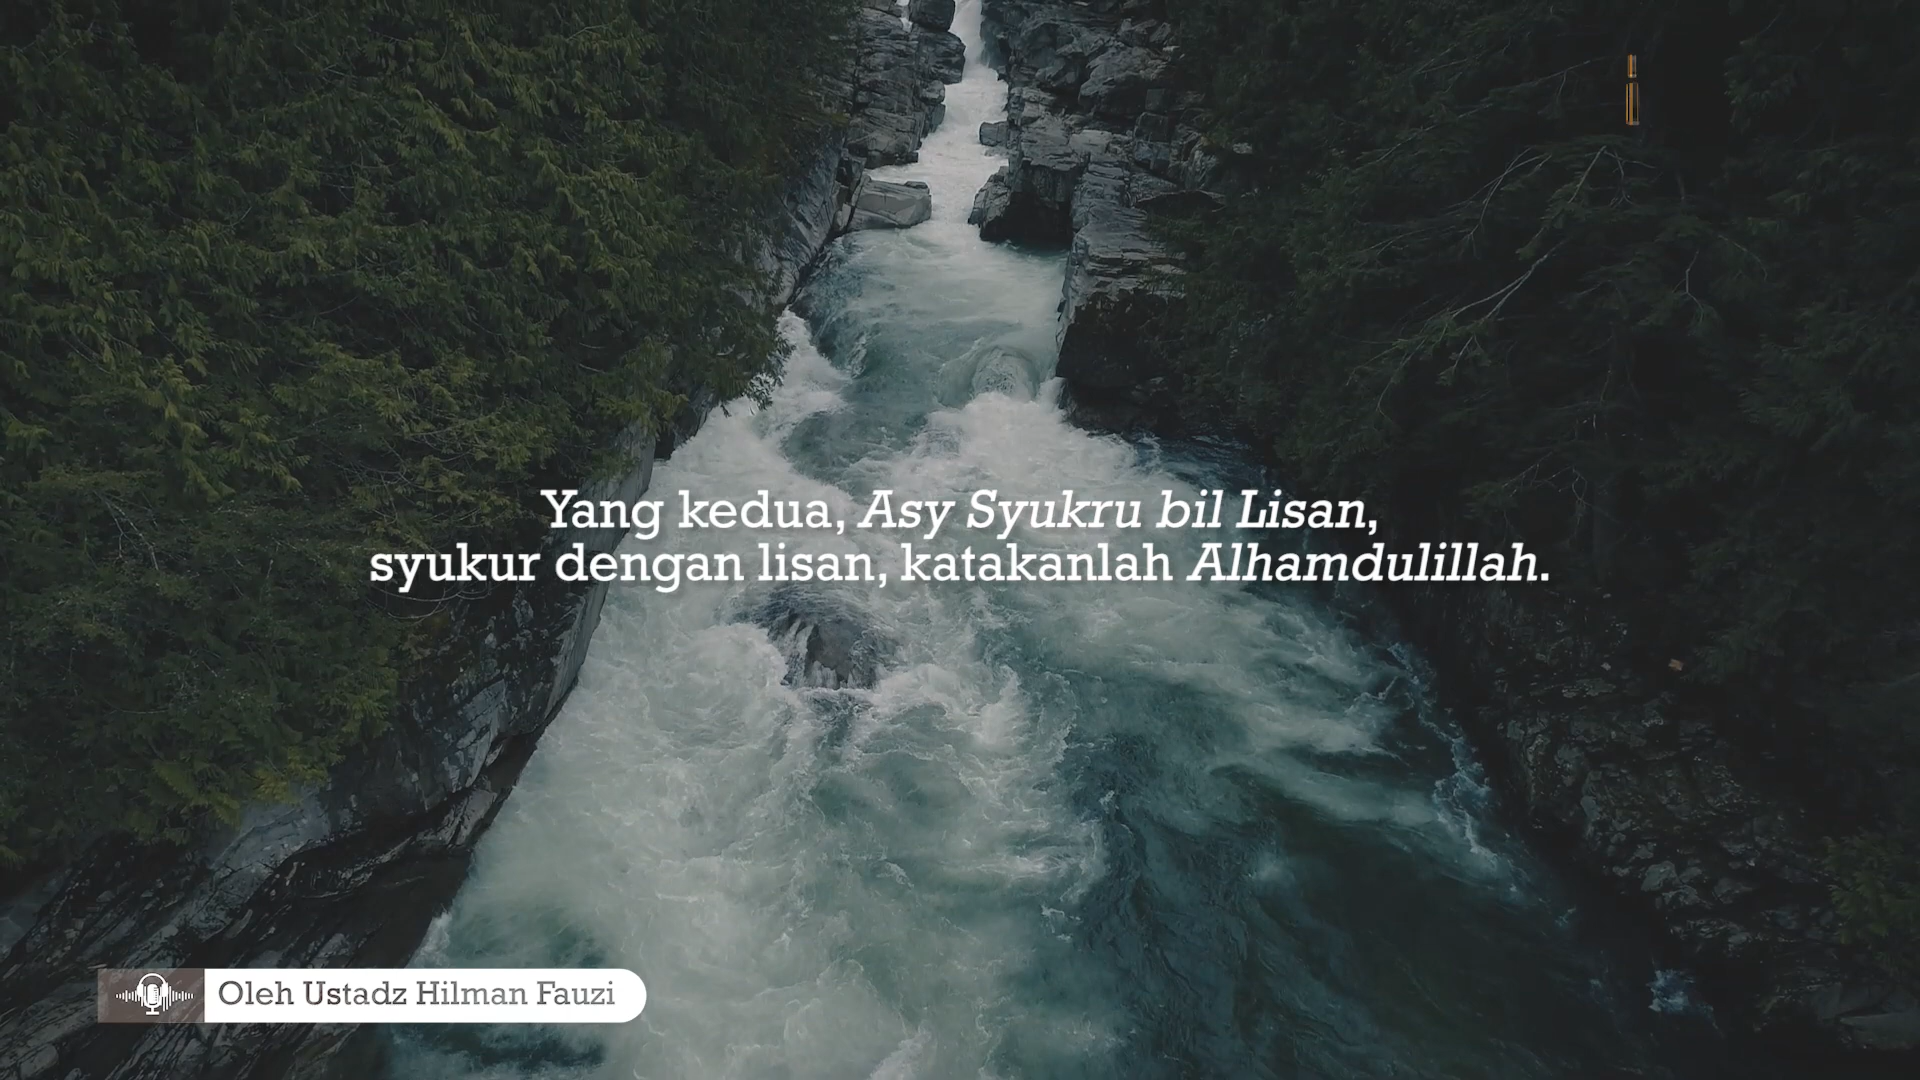 Yang kedua, Asy Syukru bil Lisan,
syukur dengan lisan, katakanlah Alhamdulillah.
Oleh Ustadz Hilman Fauzi